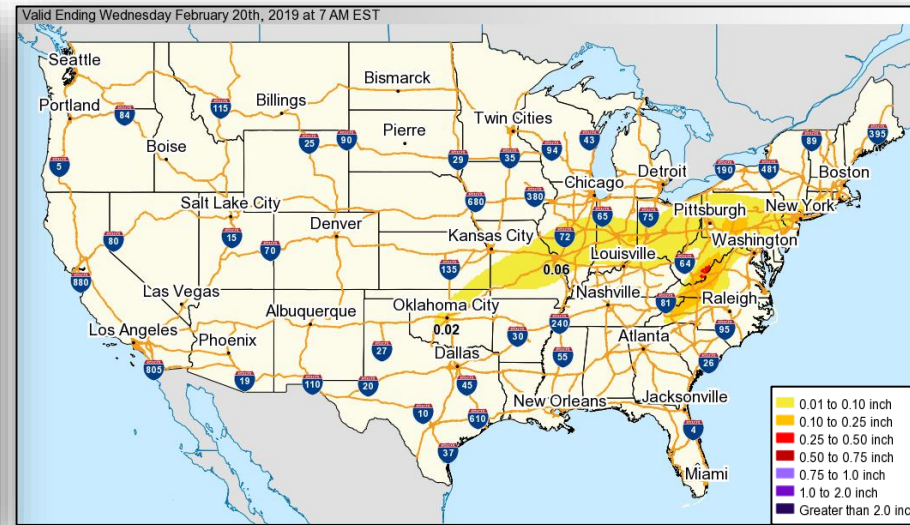 Valid Ending Wednesday February 20th, 2019 at 7 AM EST
Seattle
Portland
84
5
Boise
115
Billings
Bismarck
Pierre
25
90
Twin Cities
29
35
94
43
Chicago
Detroit
190
481
89
395
Boston
New York
Pittsburgh
Washington
Salt Lake City
80
15
70
Denver
680
380
65
75
Kansas City
72
135
0.06
Louisville
64
880
Las Vegas
Los Angeles
805
Phoenix
19
Albuquerque
110
Oklahoma City
0.02
27
20
Dallas
45
30
240
55
Nashville
81
Raleigh
95
Atlanta
26
10
610
37
New Orleans
Jacksonville
4
Miami
0.01 to 0.10 inch
0.10 to 0.25 inch
0.25 to 0.50 inch
0.50 to 0.75 inch
0.75 to 1.0 inch
1.0 to 2.0 inch
Greater than 2.0 inc